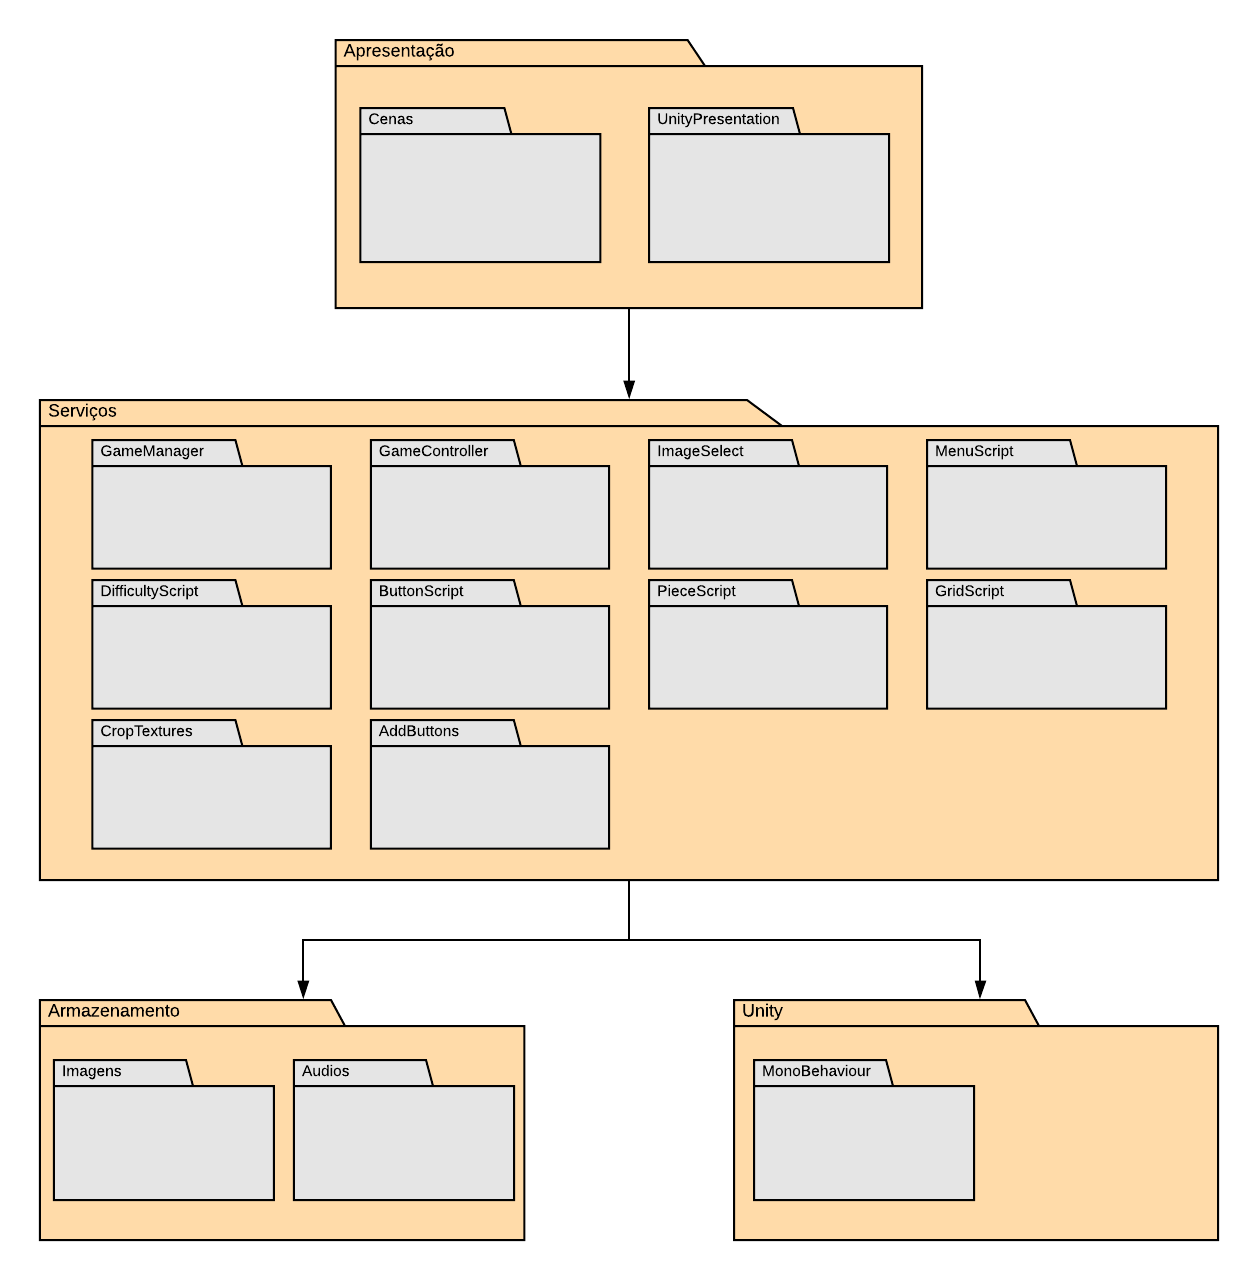 Apresentação
Cenas
UnityPresentation
Serviços
GameManager
GameController
ImageSelect
MenuScript
DifficultyScript
ButtonScript
PieceScript
GridScript
CropTextures
AddButtons
Armazenamento
Unity
Imagens
Audios
MonoBehaviour